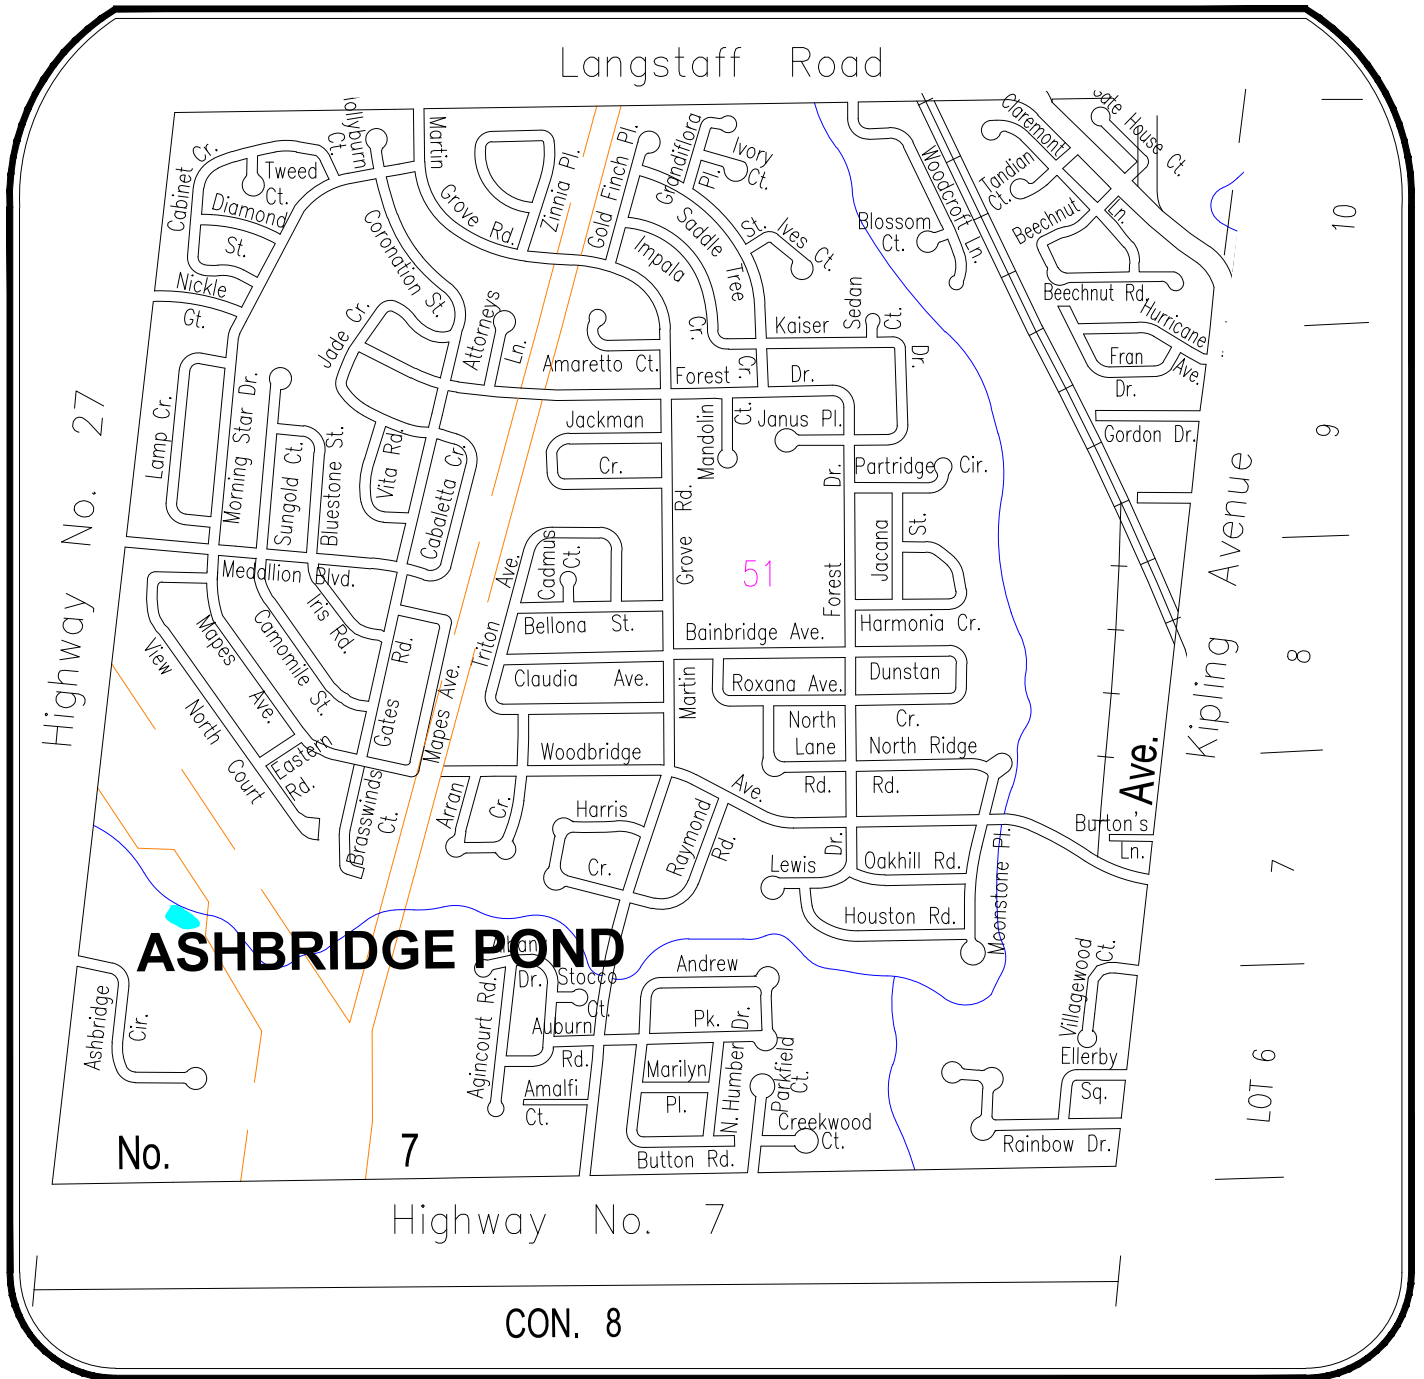 Langstaff Road
Cabinet Cr.
Tweed
Ct.
Diamond
St.
Nickle
Gt.
ollyburn
Ct.
Martin
Grove Rd.
Zinnia Pl.
Gold Finch Pl.
Grandiflora
Pl.
Ivory
Ct.
Saddle Tree
Cr.
Ives Ct.
St.
Impala
Cr.
Coronation St.
Attorneys
Ln.
Jade Cr.
Blossom
Ct.
Woodcroft Ln.
Claremont
Ln.
Tandian
Ct.
Gate House Ct.
Beechnut
Beechnut Rd.
Hurricane
Ave.
Fran
Dr.
Gordon Dr.
10
Sedan
Ct.
Kaiser
Dr.
Amaretto Ct.
Forest Dr.
Mandolin
Ct.
Janus Pl.
Jackman
Cr.
Lamp Cr.
Morning Star Dr.
Sungold Ct.
Bluestone St.
Vita Rd.
Cabaletta Cr.
Highway No. 27
9
Partridge Cir.
Dr.
Forest
Jacana
St.
Grove Rd.
51
Cadmus
Ct.
Triton Ave.
Medallion Blvd.
Iris Rd.
Camomile St.
Mapes
Ave.
View
North
Court
Eastern
Rd.
Gates Rd.
Mapes Ave.
Brasswinds
Ct.
Bellona St.
Bainbridge Ave.
Harmonia Cr.
Claudia Ave.
Martin
Roxana Ave.
Dunstan
Cr.
North
Lane
Rd.
North Ridge
Rd.
Kipling Avenue
8
Woodbridge
Ave.
Arran
Cr.
Harris
Cr.
Raymond
Rd.
Lewis
Dr.
Oakhill Rd.
Houston Rd.
Moonstone Pl.
Ave.
Burton's
Ln.
7
ASHBRIDGE POND
Ashbridge
Cir.
Agincourt Rd.
Dr.
Stocco
Ct.
Auburn
Rd.
Amalfi
Ct.
Andrew
Pk.
Dr.
Marilyn
Pl.
N. Humber
Parkfield
Ct.
Creekwood
Ct.
Button Rd.
Villagewood
Ct.
Ellerby
Sq.
Rainbow Dr.
LOT 6
No. 7
Highway No. 7
CON. 8